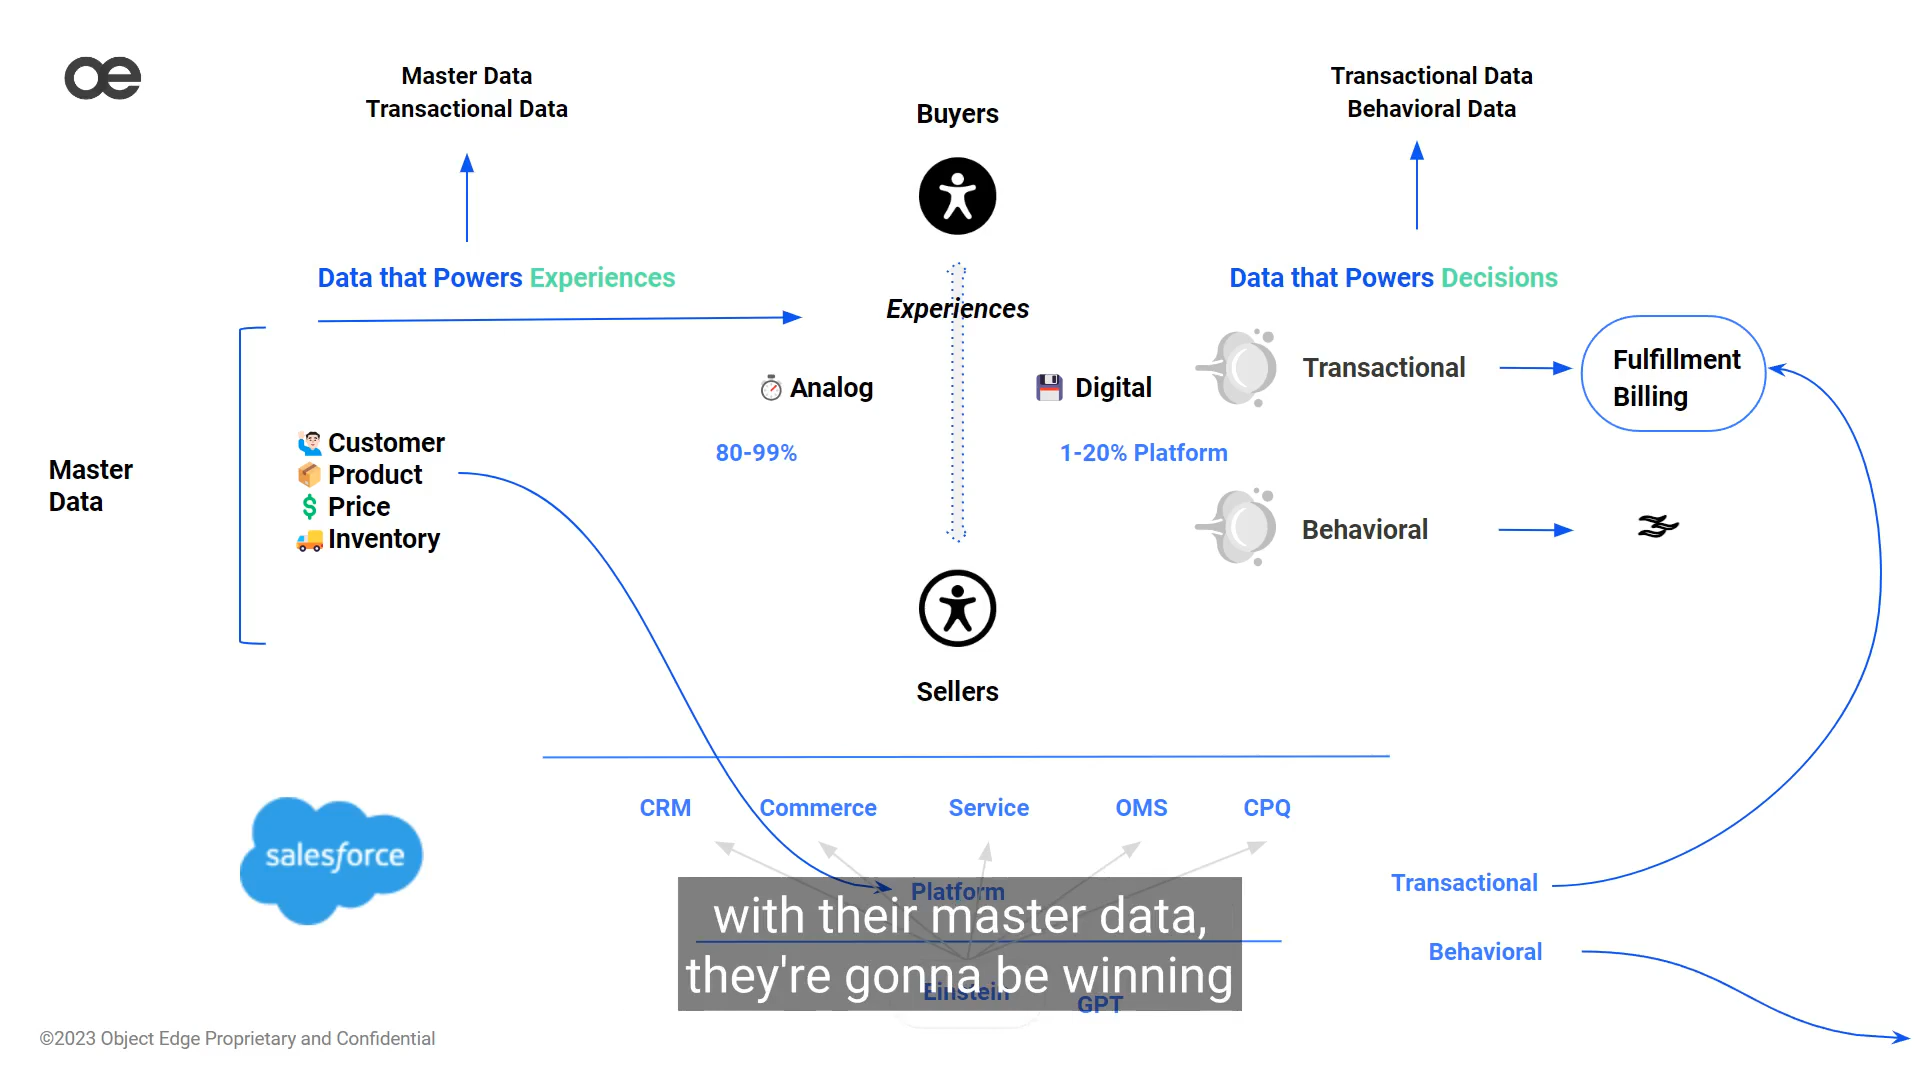 oe
Master Data
Transactional Data
Buyers
Transactional Data
Behavioral Data
Data that Powers Experiences
Experiences
Data that Powers Decisions
Analog
Digital
Transactional
Fulfillment
Billing
80-99%
1-20% Platform
Master
Data
Customer
Product
Price
Inventory
Behavioral
Sellers
CRM
Commerce
Service
OMS
CPQ
salesforce
Platform
Transactional
with their master data,
they're gonna be winning
Behavioral
Einstein
GPT
©2023 Object Edge Proprietary and Confidential